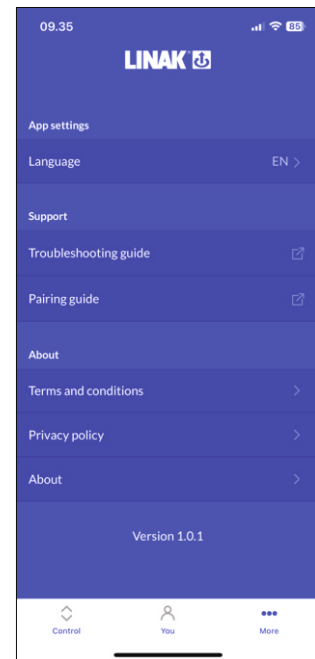 09.35
85
LINAK
App settings
Language
EN
Support
Troubleshooting guide
Pairing guide
About
Terms and conditions
Privacy policy
About
Version 1.0.1
Control
You
More